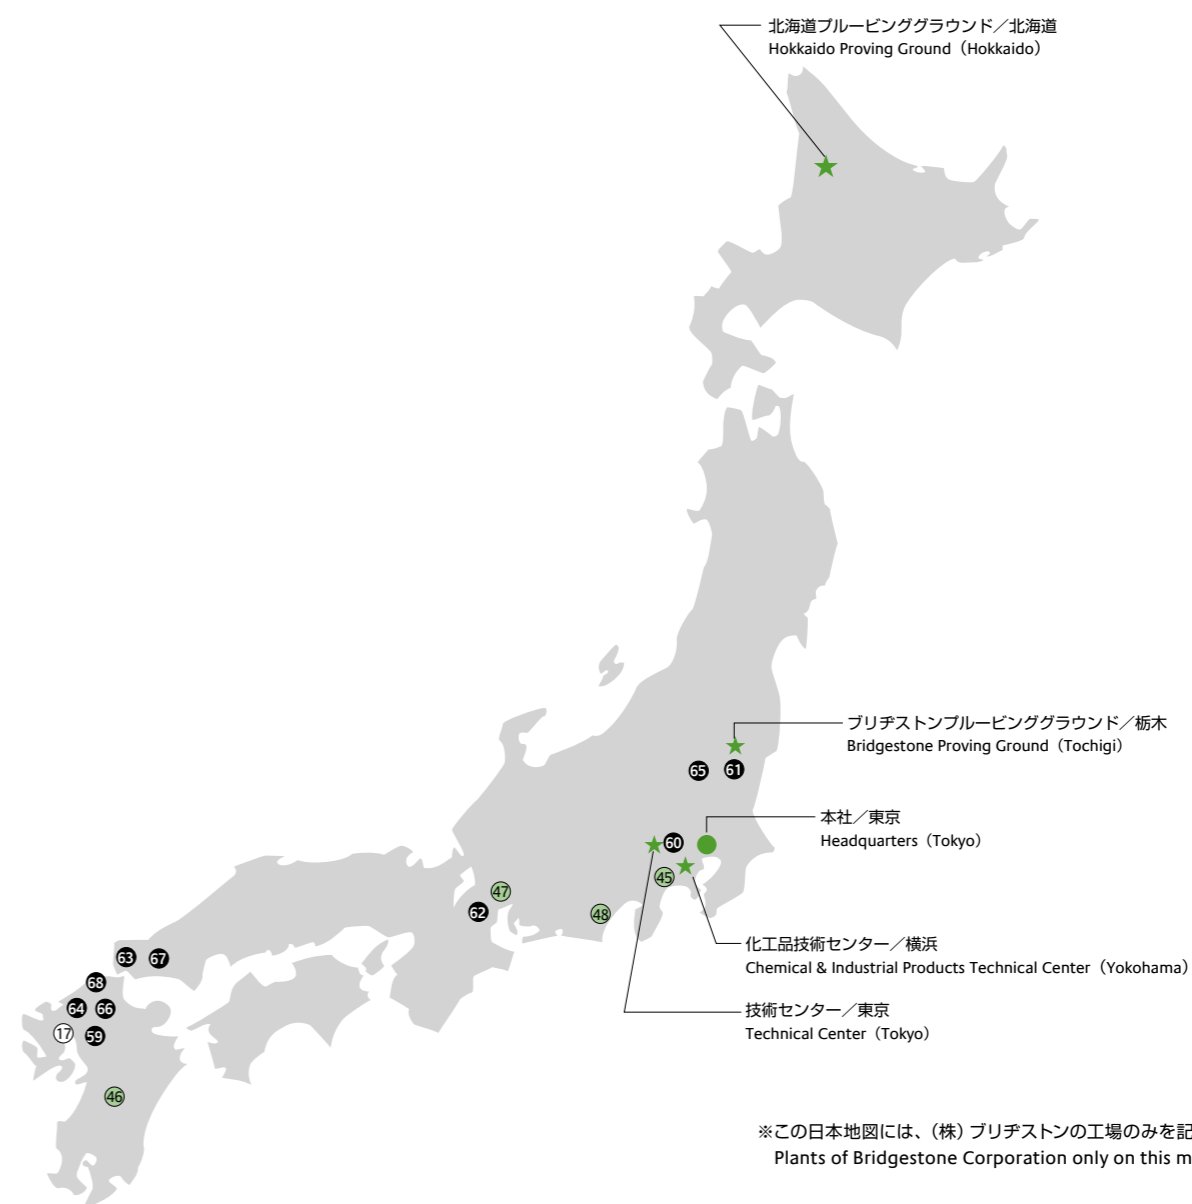 北海道プルービンググラウンド／北海道
Hokkaido Proving Ground（Hokkaido）
ブリヂストンプルービンググラウンド／栃木
Bridgestone Proving Ground（Tochigi）
65
61
本社／東京
Headquarters（Tokyo）
60
45
47
62
48
化工品技術センター／横浜
Chemical & Industrial Products Technical Center（Yokohama）
63
67
68
技術センター／東京
Technical Center（Tokyo）
64
66
17
59
46
※この日本地図には、（株）ブリヂストンの工場のみを記
Plants of Bridgestone Corporation only on this m